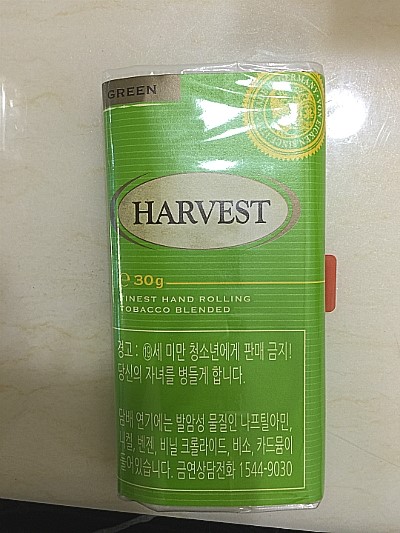 GREEN
GERMANY · VON EICKEN SINCE
HARVEST
℮ 30g
FINEST HAND ROLLING
TOBACCO BLENDED
경고 : ⑲세 미만 청소년에게 판매 금지!
당신의 자녀를 병들게 합니다.
담배 연기에는 발암성 물질인 나프틸아민,
니켈, 벤젠, 비닐 크롤라이드, 비소, 카드뮴이
들어있습니다. 금연상담전화 1544-9030